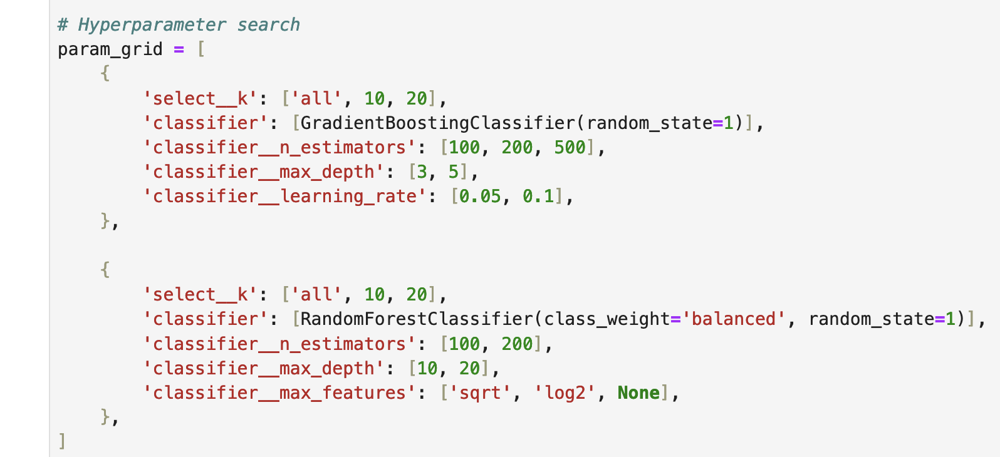 # Hyperparameter search
param_grid = [
    {
        'select__k': ['all', 10, 20],
        'classifier': [GradientBoostingClassifier(random_state=1)],
        'classifier__n_estimators': [100, 200, 500],
        'classifier__max_depth': [3, 5],
        'classifier__learning_rate': [0.05, 0.1],
    },

    {
        'select__k': ['all', 10, 20],
        'classifier': [RandomForestClassifier(class_weight='balanced', random_state=1)],
        'classifier__n_estimators': [100, 200],
        'classifier__max_depth': [10, 20],
        'classifier__max_features': ['sqrt', 'log2', None],
    },
]